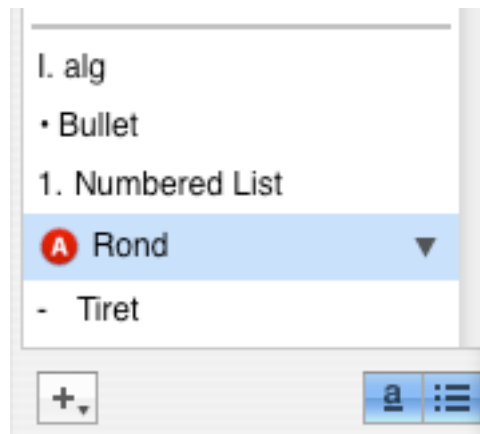 I. alg
• Bullet
1. Numbered List
A Rond
- Tiret
a